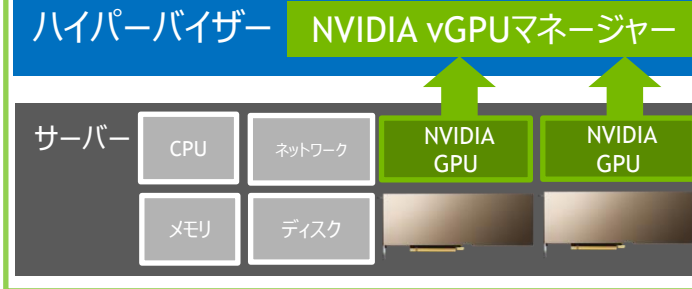 ハイパーバイザー
NVIDIA vGPUマネージャー
サーバー
CPU
ネットワーク
NVIDIA
GPU
NVIDIA
GPU
メモリ
ディスク